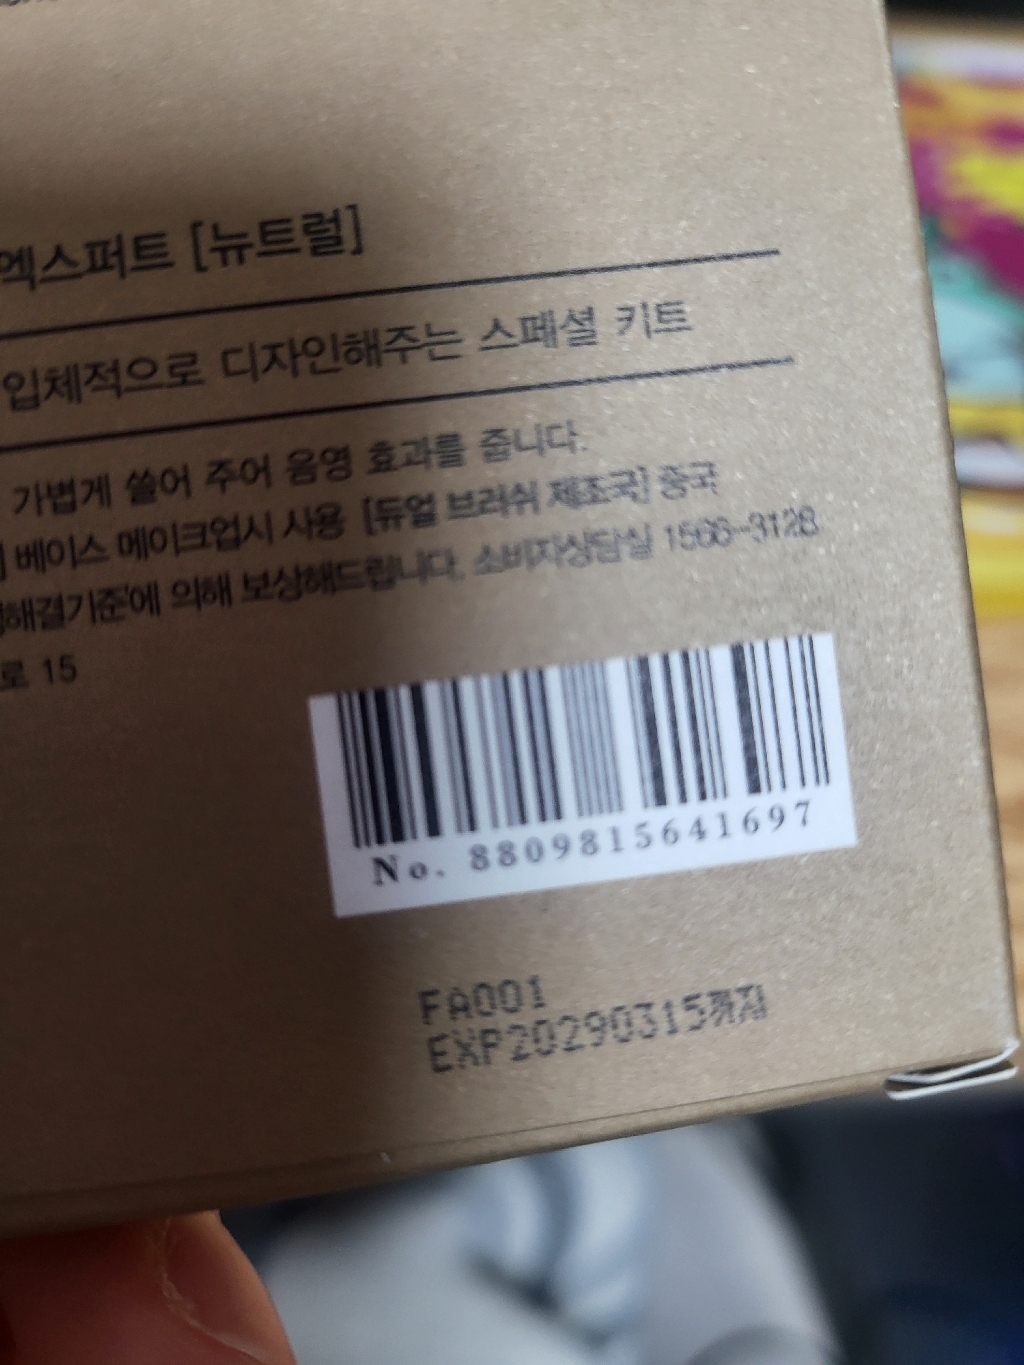 엑스퍼트 [뉴트럴]
입체적으로 디자인해주는 스페셜 키트
가볍게 쓸어 주어 음영 효과를 줍니다.
] 베이스 메이크업시 사용 [듀얼 브러쉬 제조국] 중국
해결기준'에 의해 보상해드립니다. 소비자상담실 1566-3128
로 15
No. 8809815641697
FA001
EXP20290315까지